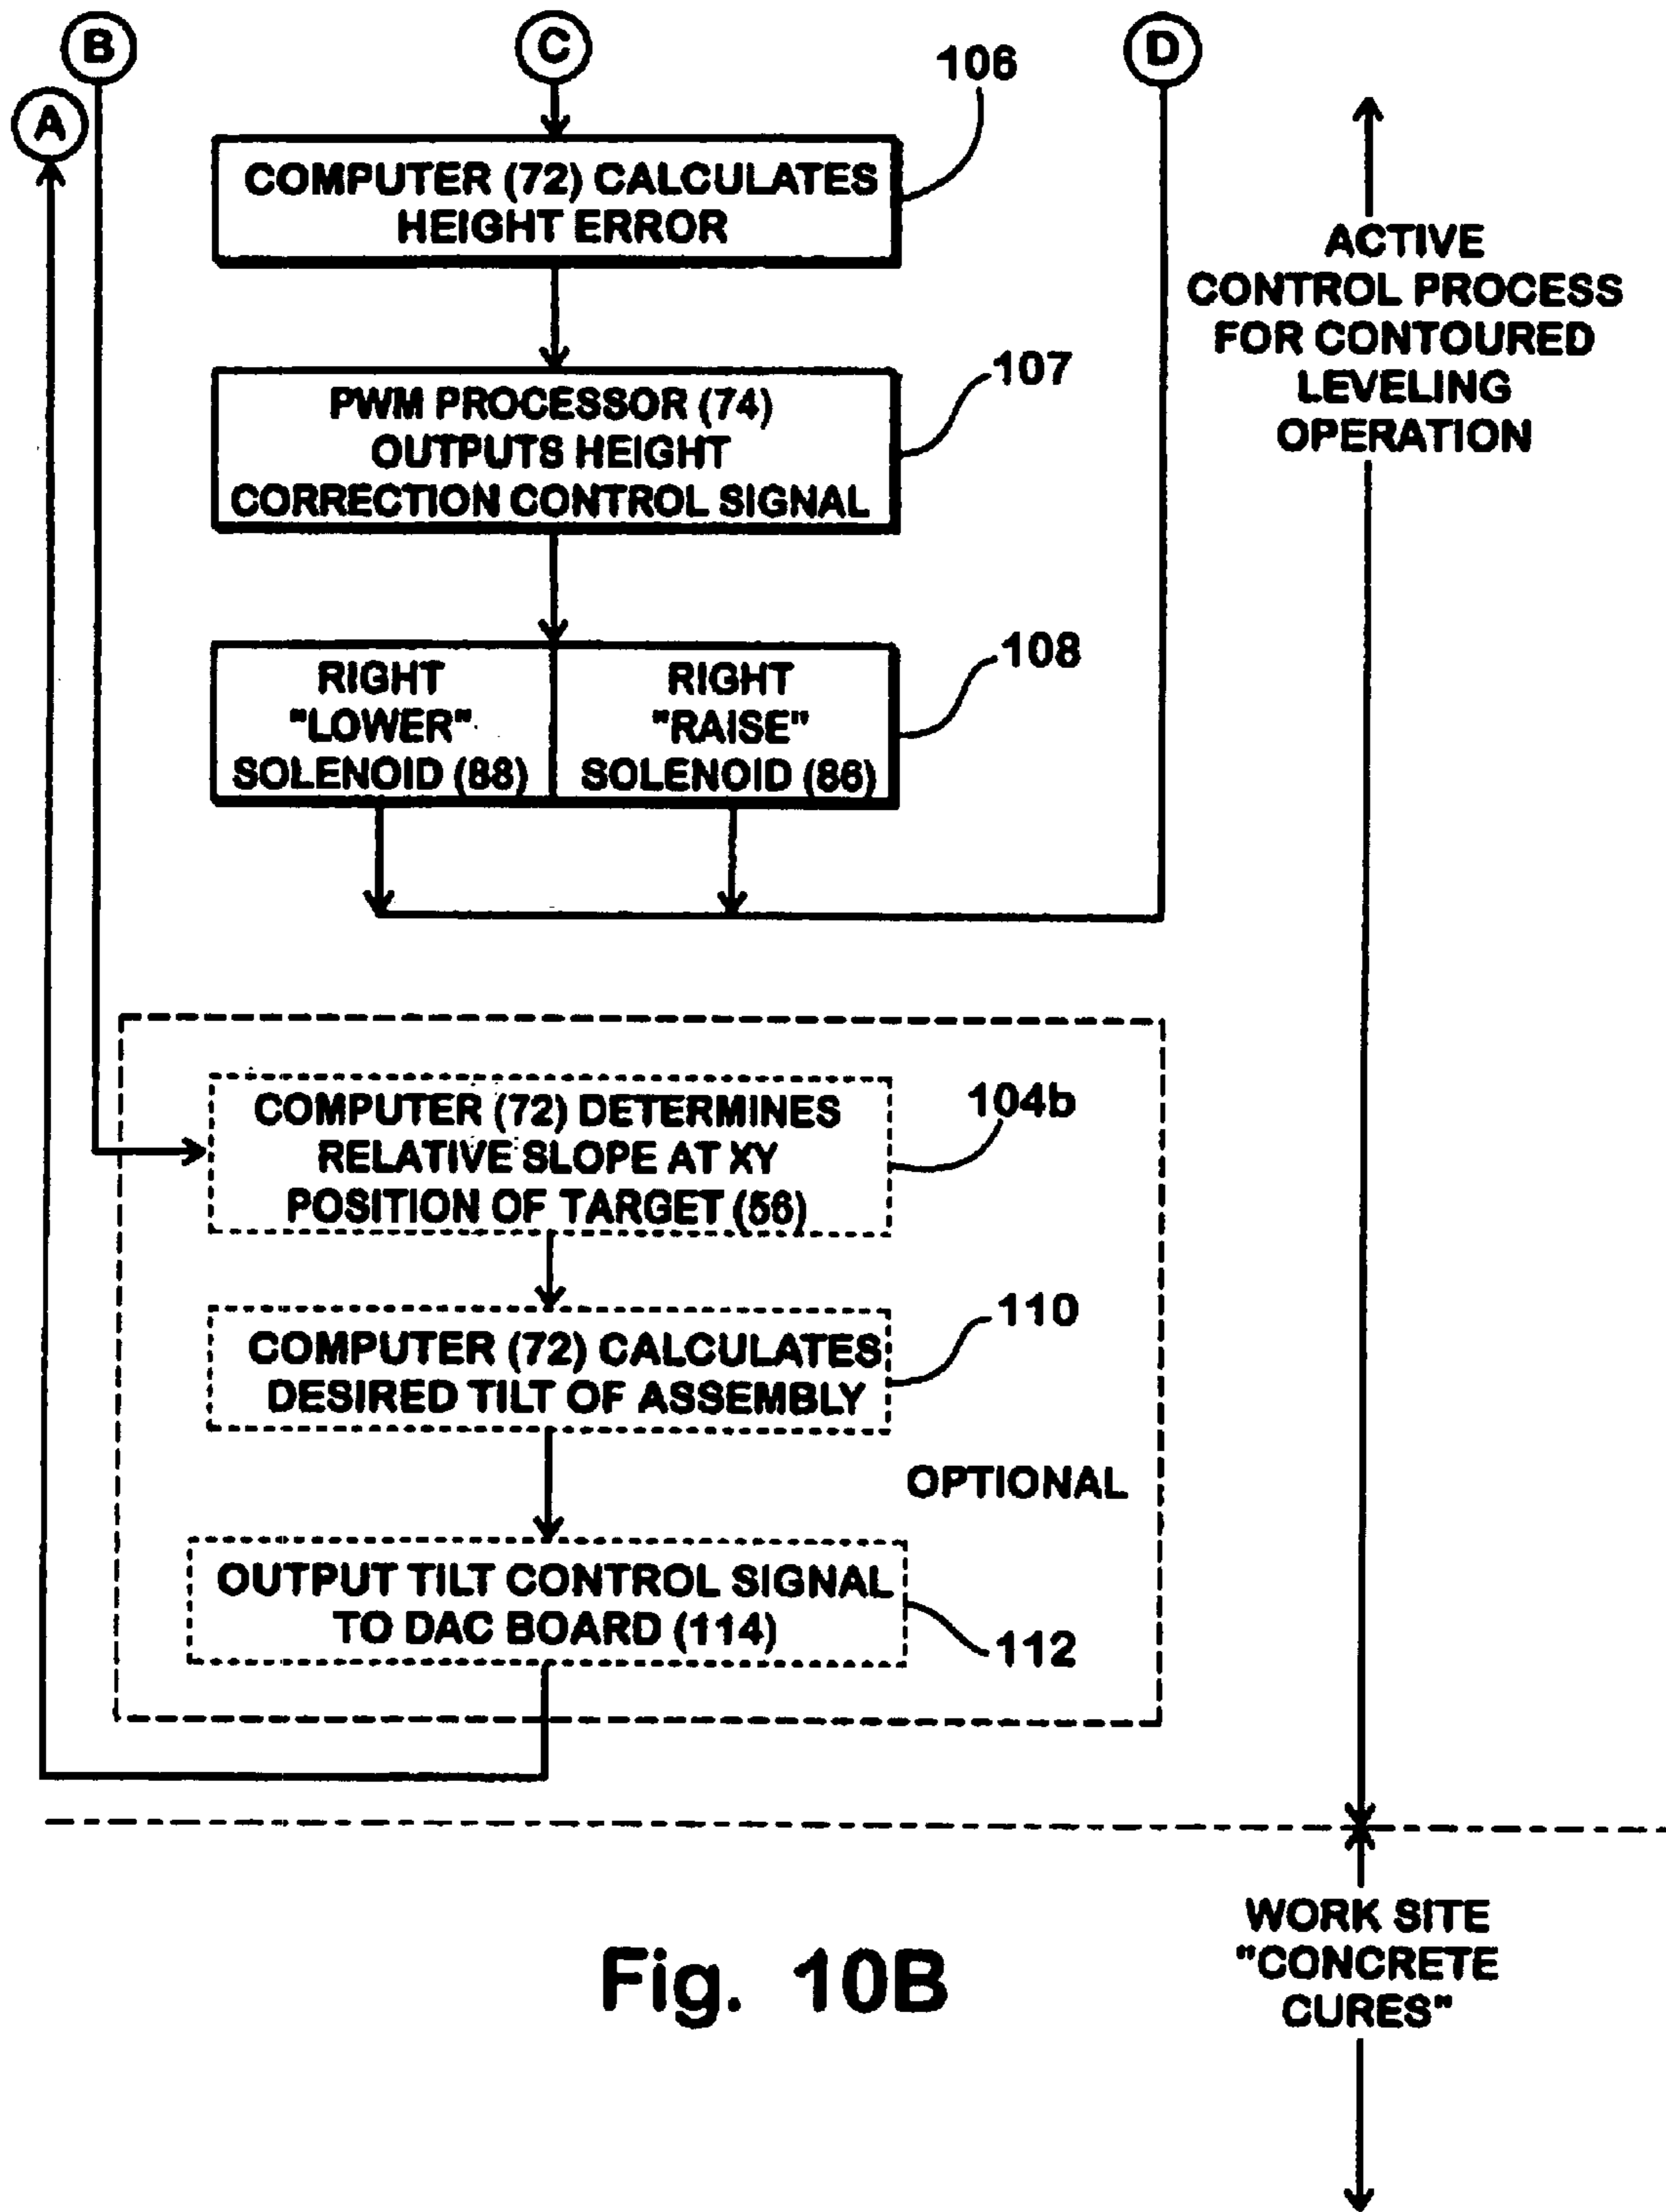 B
C
D
A
106
COMPUTER (72) CALCULATES
HEIGHT ERROR
ACTIVE
CONTROL PROCESS
FOR CONTOURED
LEVELING
OPERATION
107
PWM PROCESSOR (74)
OUTPUTS HEIGHT
CORRECTION CONTROL SIGNAL
108
RIGHT
"LOWER"
SOLENOID (88)
RIGHT
"RAISE"
SOLENOID (86)
104b
COMPUTER (72) DETERMINES
RELATIVE SLOPE AT XY
POSITION OF TARGET (56)
110
COMPUTER (72) CALCULATES
DESIRED TILT OF ASSEMBLY
OPTIONAL
OUTPUT TILT CONTROL SIGNAL
TO DAC BOARD (114)
112
WORK SITE
"CONCRETE
CURES"
Fig. 10B